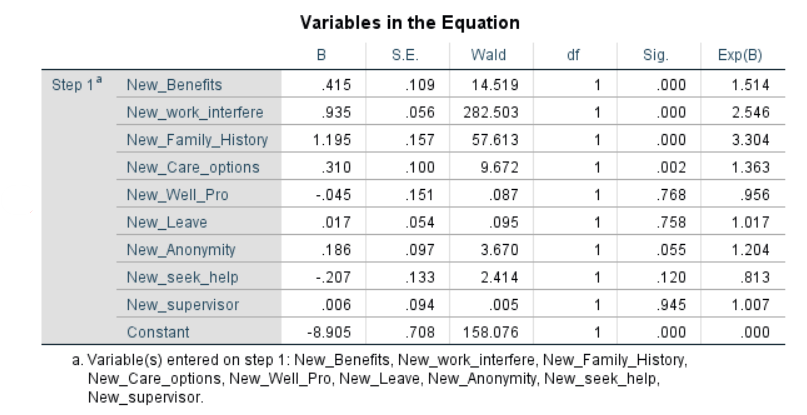 Variables in the Equation
B S.E. Wald df Sig. Exp(B)
Step 1a New_Benefits .415 .109 14.519 1 .000 1.514
New_work_interfere .935 .056 282.503 1 .000 2.546
New_Family_History 1.195 .157 57.613 1 .000 3.304
New_Care_options .310 .100 9.672 1 .002 1.363
New_Well_Pro -.045 .151 .087 1 .768 .956
New_Leave .017 .054 .095 1 .758 1.017
New_Anonymity .186 .097 3.670 1 .055 1.204
New_seek_help -.207 .133 2.414 1 .120 .813
New_supervisor .006 .094 .005 1 .945 1.007
Constant -8.905 .708 158.076 1 .000 .000
a. Variable(s) entered on step 1: New_Benefits, New_work_interfere, New_Family_History,
New_Care_options, New_Well_Pro, New_Leave, New_Anonymity, New_seek_help,
New_supervisor.